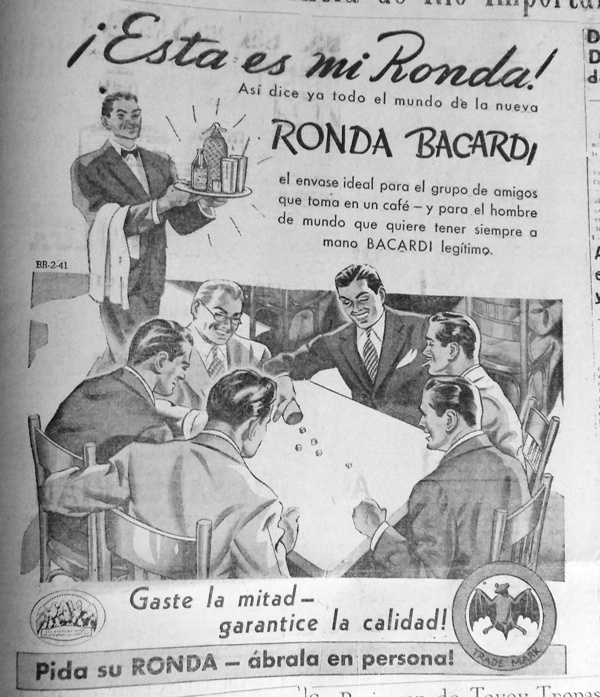 ¡Esta es mi Ronda!
Así dice ya todo el mundo de la nueva
RONDA BACARDI
el envase ideal para el grupo de amigos
que toma en un café – y para el hombre
de mundo que quiere tener siempre a
mano BACARDI legítimo.
BR-2-41
Gaste la mitad –
garantice la calidad!
TRADE MARK
Pida su RONDA – ábrala en persona!